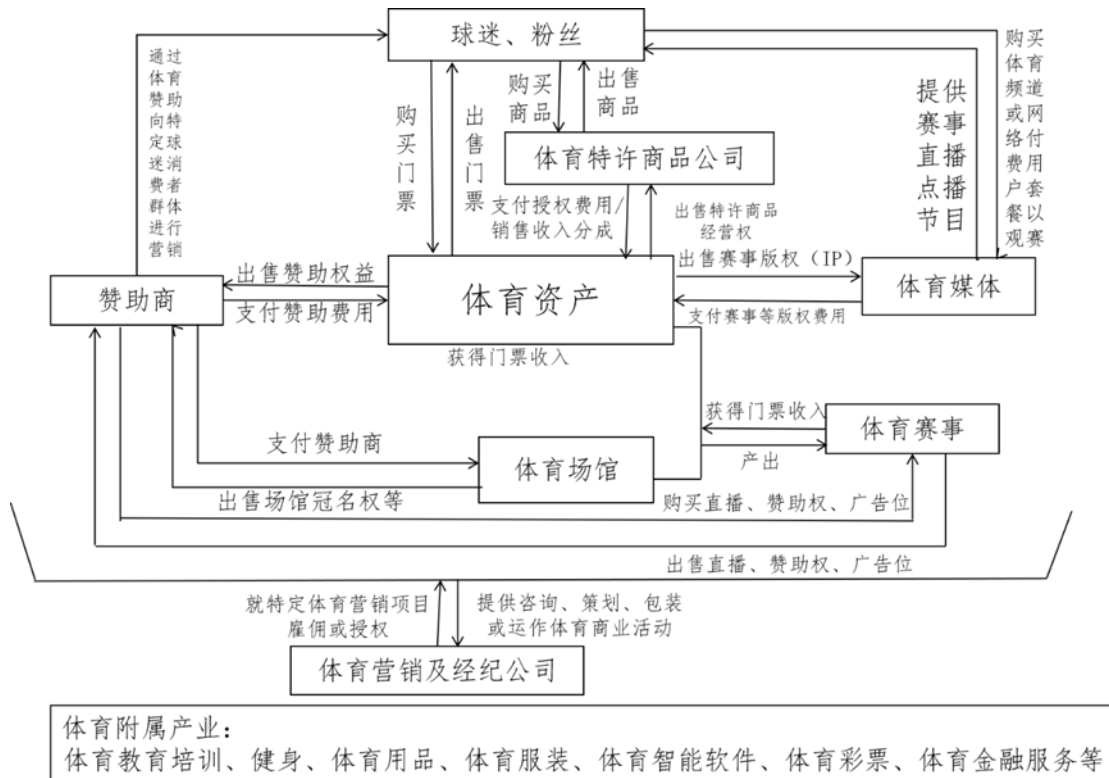 球迷、粉丝
通过
体育
赞助
向特
定球
迷消
费者
群体
进行
营销
购
买
门
票
出
售
门
票
购买
商品
出售
商品
提供
赛事
直播
点播
节目
购买
体育
频道
或网
络付
费用
户套
餐以
观赛
体育特许商品公司
支付授权费用/
销售收入分成
出售特许商品
经营权
出售赞助权益
支付赞助费用
赞助商
体育资产
出售赛事版权（IP）
支付赛事等版权费用
体育媒体
获得门票收入
获得门票收入
产出
体育赛事
支付赞助商
出售场馆冠名权等
体育场馆
购买直播、赞助权、广告位
出售直播、赞助权、广告位
就特定体育营销项目
雇佣或授权
提供咨询、策划、包装
或运作体育商业活动
体育营销及经纪公司
体育附属产业：
体育教育培训、健身、体育用品、体育服装、体育智能软件、体育彩票、体育金融服务等